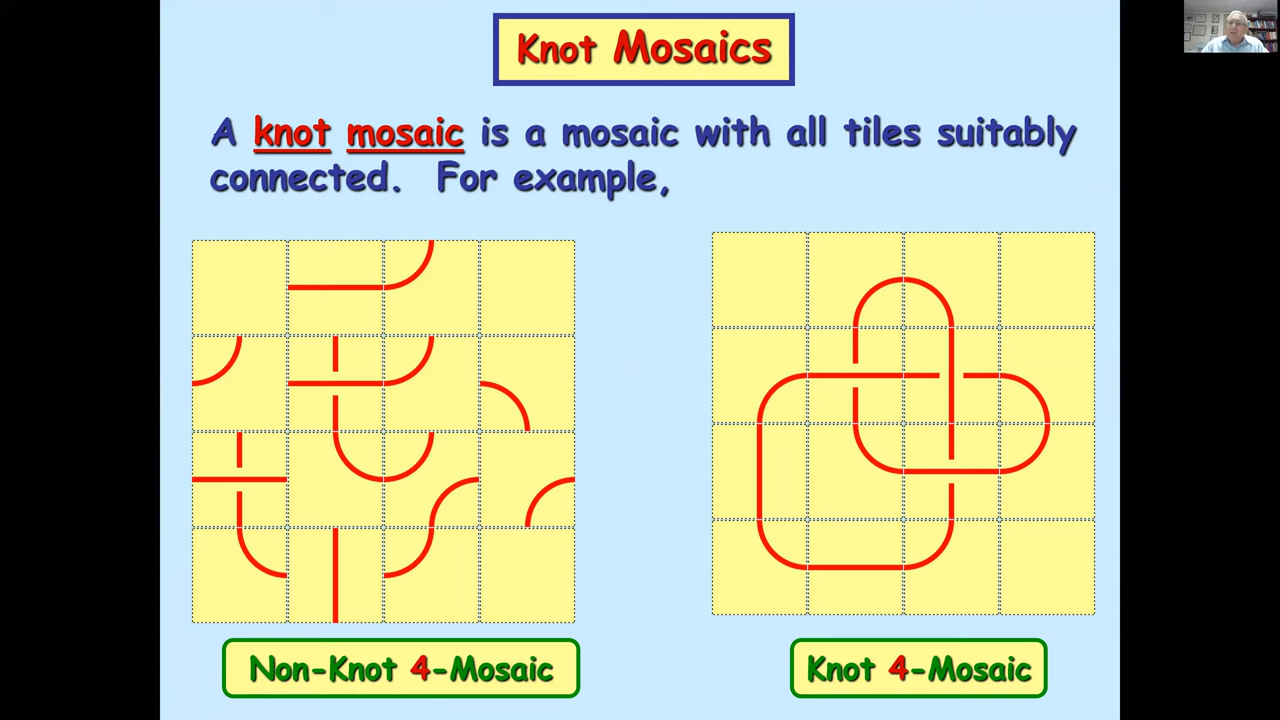 Knot Mosaics
A knot mosaic is a mosaic with all tiles suitably
connected. For example,
Non-Knot 4-Mosaic
Knot 4-Mosaic